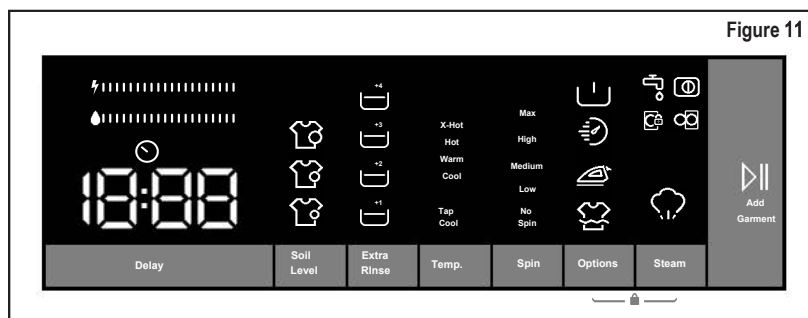 Figure 11
+4
+3
+2
+1
X-Hot
Hot
Warm
Cool
Tap
Cool
Max
High
Medium
Low
No
Spin
18:88
Add
Garment
Delay
Soil
Level
Extra
RInse
Temp.
Spin
Options
Steam